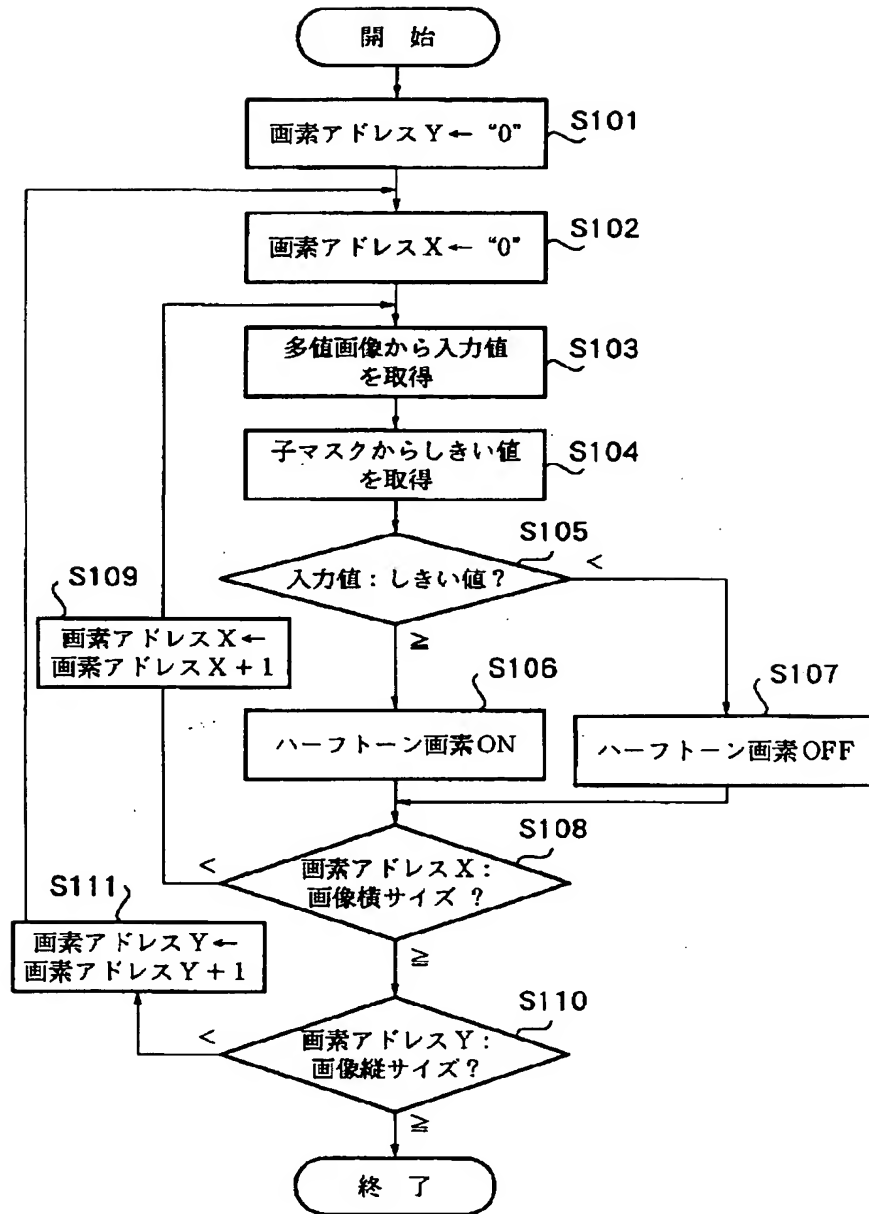 開 始
画素アドレスY← “0”
S101
画素アドレスX← “0”
S102
多値画像から入力値
を取得
S103
子マスクからしきい値
を取得
S104
S105
入力値：しきい値？
<
≧
S109
画素アドレスX←
画素アドレスX＋1
S106
ハーフトーン画素ON
S107
ハーフトーン画素OFF
S108
画素アドレスX：
画像横サイズ ？
<
≧
S111
画素アドレスY←
画素アドレスY＋1
S110
画素アドレスY：
画像縦サイズ？
<
≧
終 了